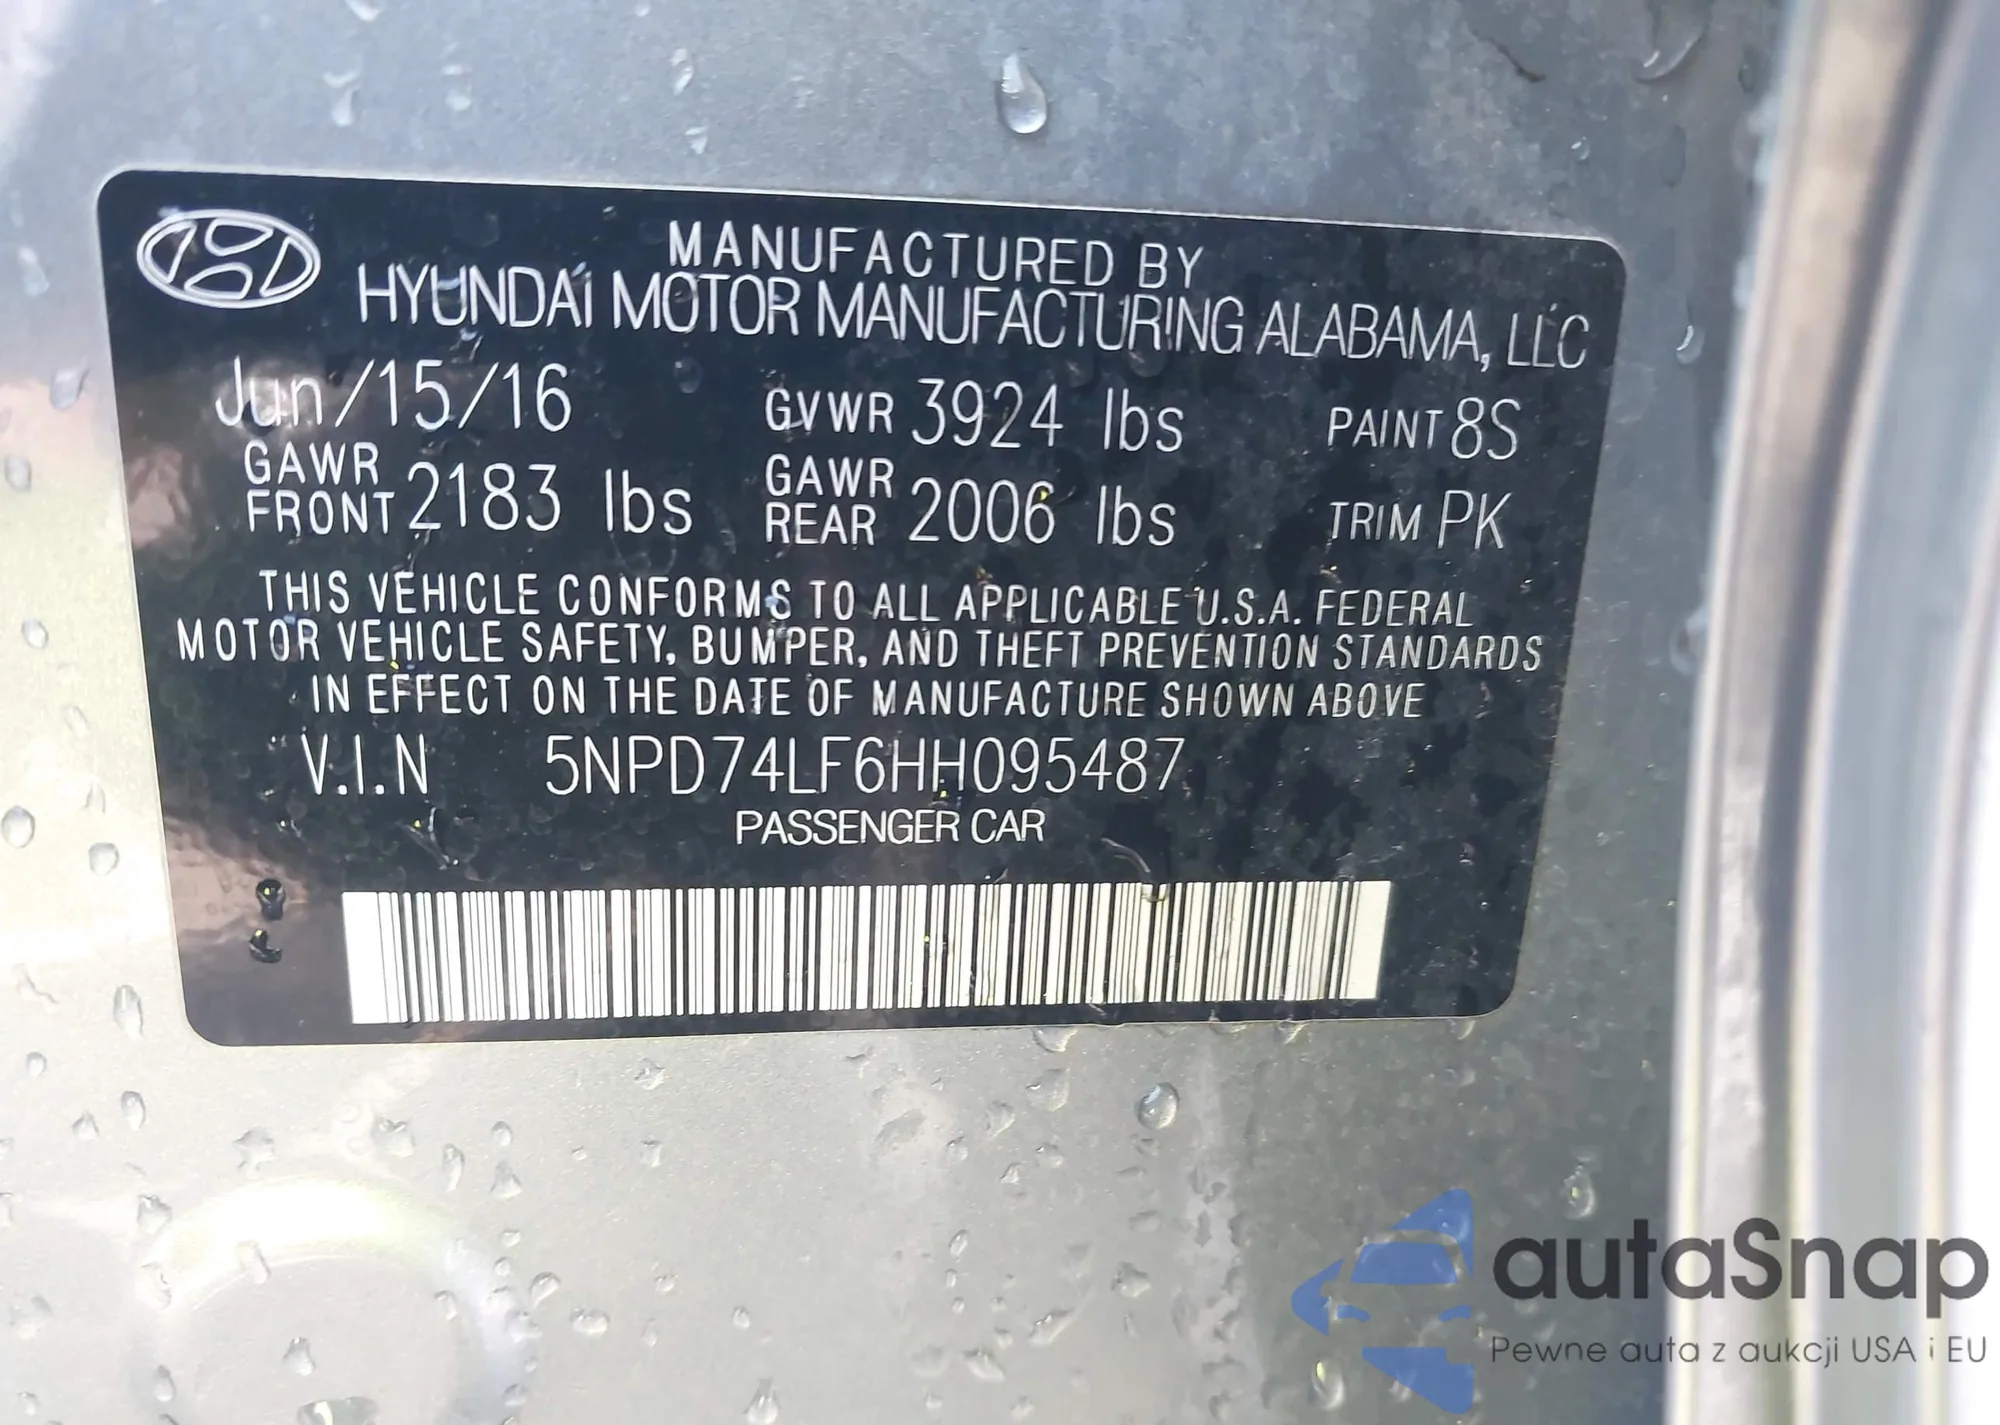 MANUFACTURED BY
HYUNDAI MOTOR MANUFACTURING ALABAMA, LLC
Jun/15/16 GVWR 3924 lbs PAINT 8S
GAWR FRONT 2183 lbs GAWR REAR 2006 lbs TRIM PK
THIS VEHICLE CONFORMS TO ALL APPLICABLE U.S.A. FEDERAL
MOTOR VEHICLE SAFETY, BUMPER, AND THEFT PREVENTION STANDARDS
IN EFFECT ON THE DATE OF MANUFACTURE SHOWN ABOVE
V.I.N 5NPD74LF6HH095487
PASSENGER CAR
autaSnap
Pewne auta z aukcji USA i EU